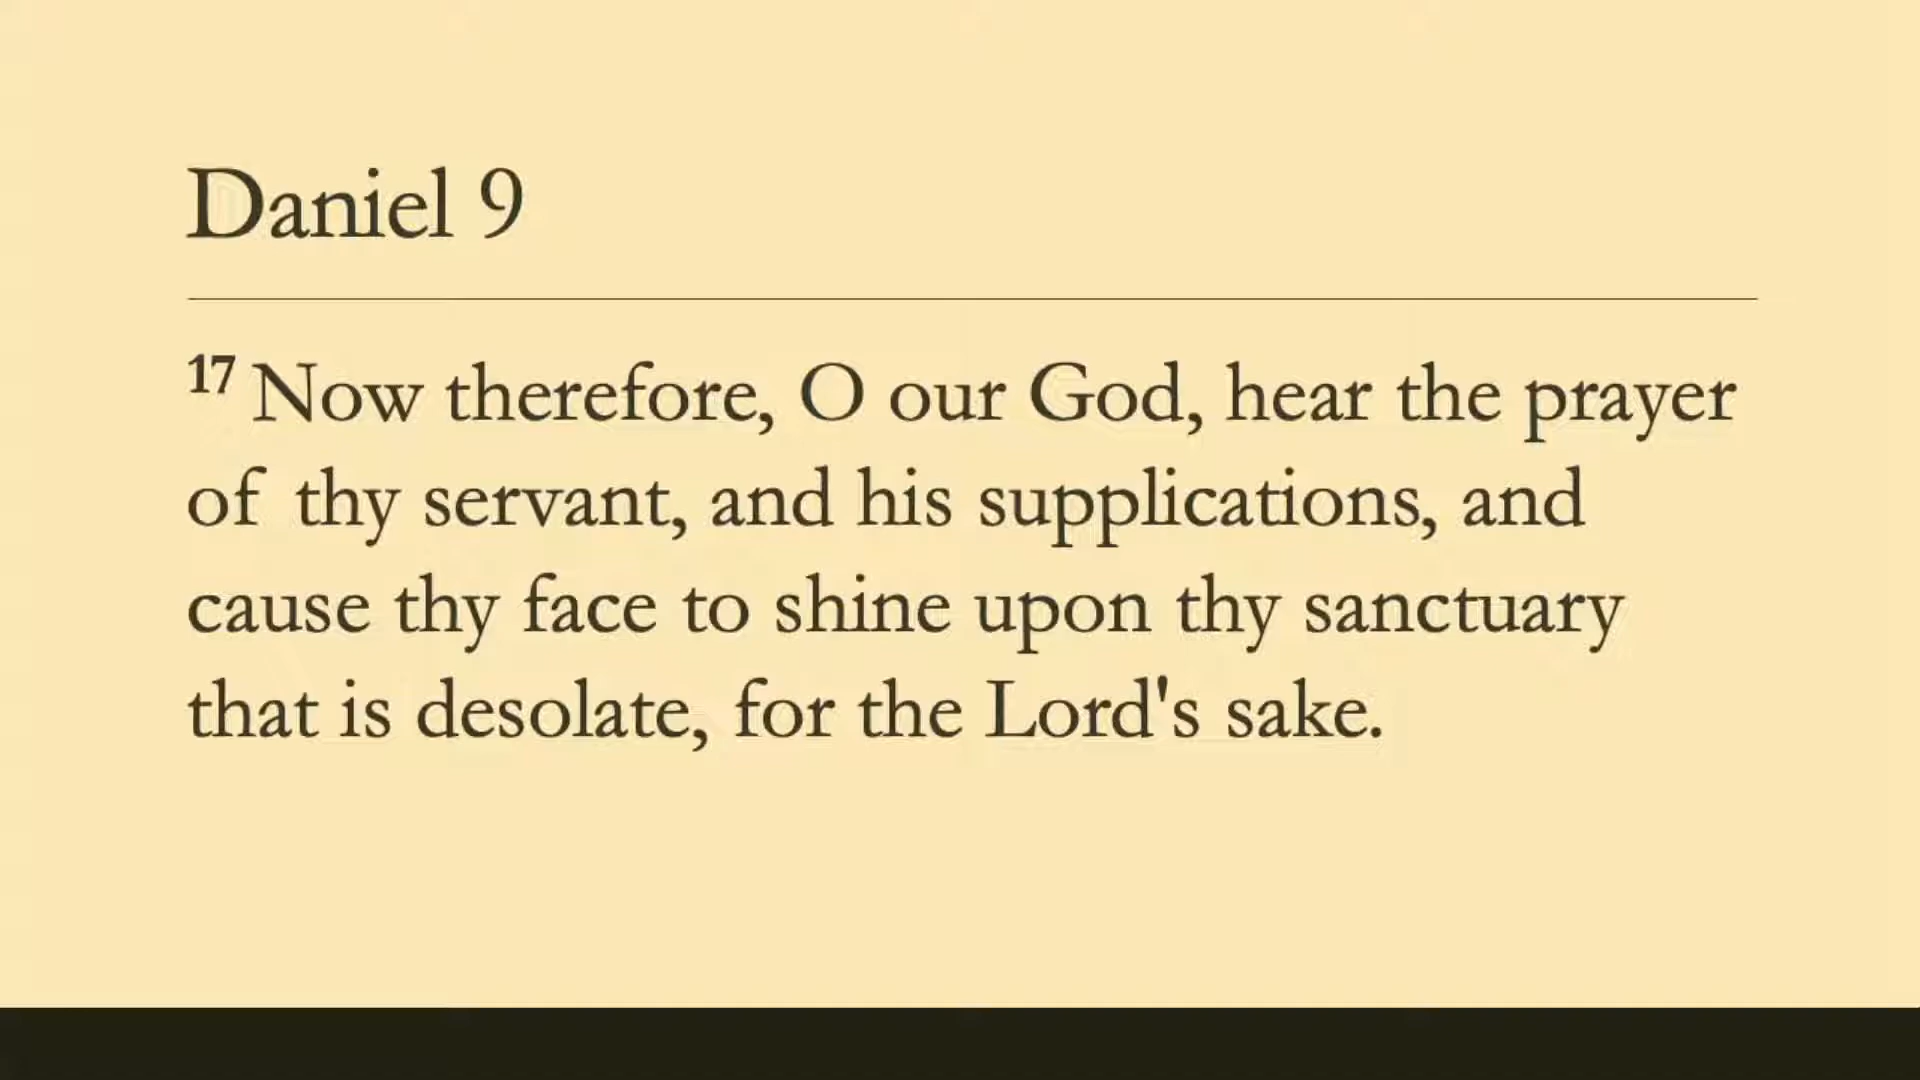 Daniel 9
17 Now therefore, O our God, hear the prayer
of thy servant, and his supplications, and
cause thy face to shine upon thy sanctuary
that is desolate, for the Lord's sake.